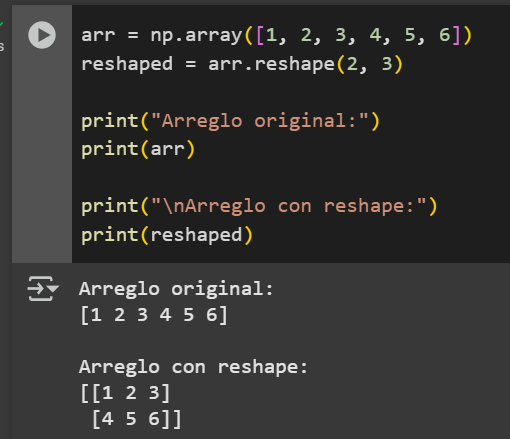 arr = np.array([1, 2, 3, 4, 5, 6])
reshaped = arr.reshape(2, 3)
print("Arreglo original:")
print(arr)
print("\nArreglo con reshape:")
print(reshaped)
Arreglo original:
[1 2 3 4 5 6]
Arreglo con reshape:
[[1 2 3]
 [4 5 6]]